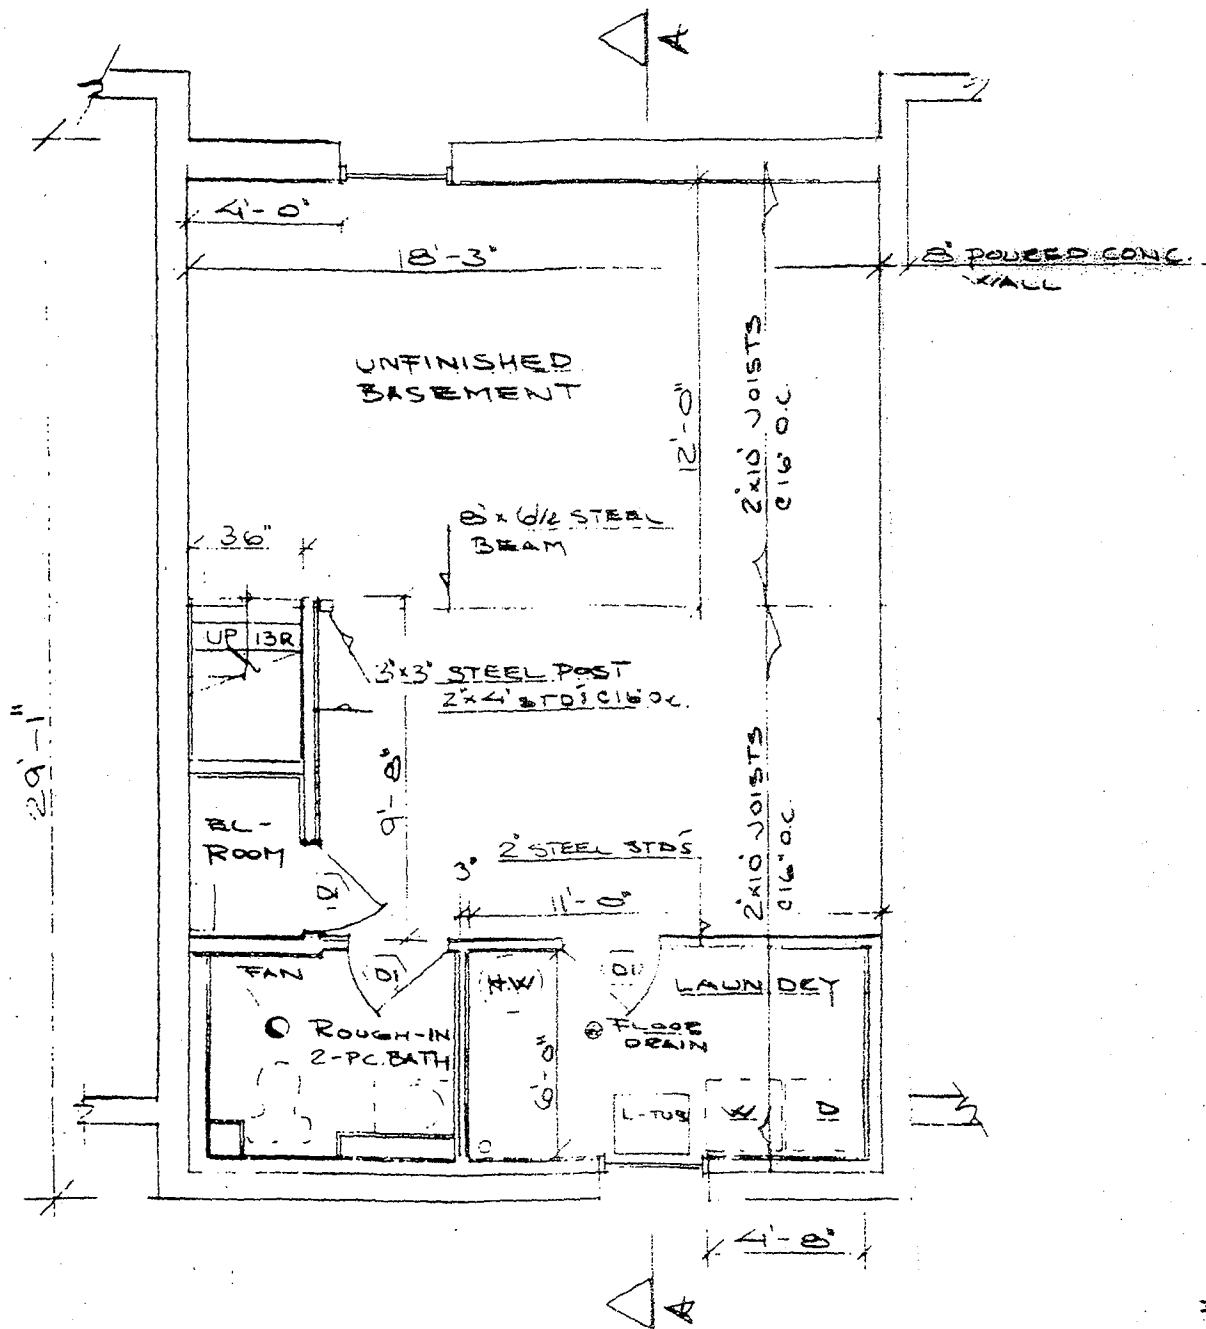 A
4'-0"
18'-3"
8" POURED CONC.
WALL
UNFINISHED
BASEMENT
2"x10" JOISTS
C 16" O.C.
12'-0"
8" x 6 1/2 STEEL
BEAM
36"
UP 13R
3"x3" STEEL POST
2"x4" STD'S C 16" O.C.
29'-1"
9'-8"
EL-
ROOM
D1
2" STEEL STD'S
3"
11'-0"
2"x10" JOISTS
C 16" O.C.
FAN
D1
H.W
D1
LAUNDRY
ROUGH-IN
2-PC. BATH
FLOOR
DRAIN
6'-0"
L-TUB
W
D
4'-8"
A